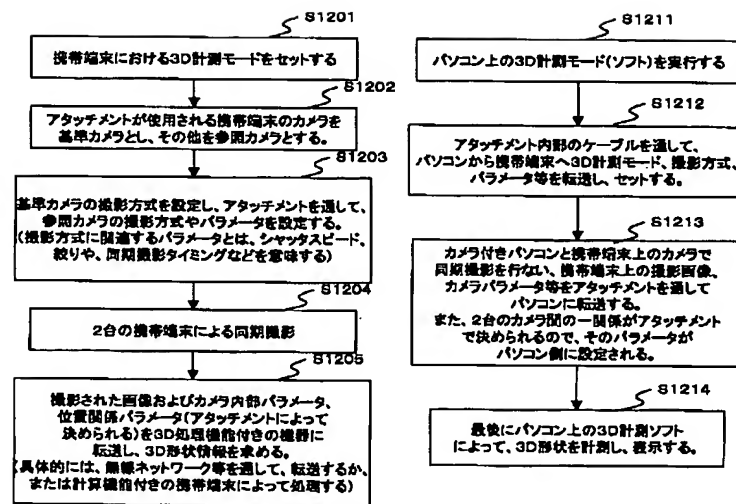 S1201
携帯端末における3D計測モードをセットする
S1202
アタッチメントが使用される携帯端末のカメラを
基準カメラとし、その他を参照カメラとする。
S1203
基準カメラの撮影方式を設定し、アタッチメントを通して、
参照カメラの撮影方式やパラメータを設定する。
(撮影方式に関連するパラメータとは、シャッタスピード、
絞りや、同期撮影タイミングなどを意味する)
S1204
2台の携帯端末による同期撮影
S1205
撮影された画像およびカメラ内部パラメータ、
位置関係パラメータ(アタッチメントによって
決められる)を3D処理機能付きの機器に
転送し、3D形状情報を求める。
(具体的には、無線ネットワーク等を通して、転送するか、
または計算機能付きの携帯端末によって処理する)
S1211
パソコン上の3D計測モード(ソフト)を実行する
S1212
アタッチメント内部のケーブルを通して、
パソコンから携帯端末へ3D計測モード、撮影方式、
パラメータ等を転送し、セットする。
S1213
カメラ付きパソコンと携帯端末上のカメラで
同期撮影を行ない、携帯端末上の撮影画像、
カメラパラメータ等をアタッチメントを通して
パソコンに転送する。
また、2台のカメラ間の一関係がアタッチメント
で決められるので、そのパラメータが
パソコン側に設定される。
S1214
最後にパソコン上の3D計測ソフト
によって、3D形状を計測し、表示する。